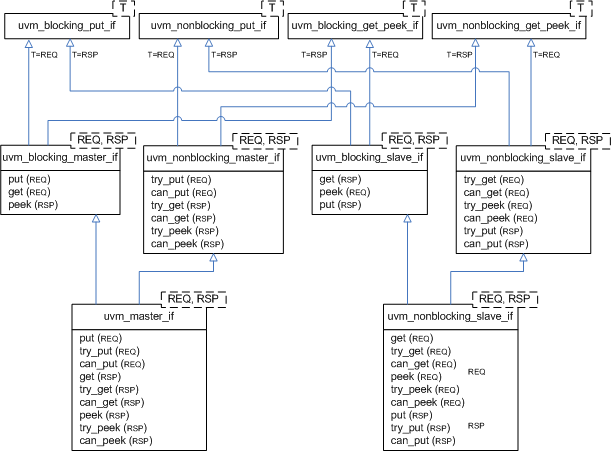 T
T
T
T
uvm_blocking_put_if
uvm_nonblocking_put_if
uvm_blocking_get_peek_if
uvm_nonblocking_get_peek_if
T=REQ
T=RSP
T=REQ
T=RSP
T=RSP
T=REQ
T=RSP
T=REQ
REQ, RSP
uvm_blocking_master_if
put (REQ)
get (REQ)
peek (RSP)
REQ, RSP
uvm_nonblocking_master_if
try_put (REQ)
can_put (REQ)
try_get (RSP)
can_get (RSP)
try_peek (RSP)
can_peek (RSP)
REQ, RSP
uvm_blocking_slave_if
get (RSP)
peek (REQ)
put (RSP)
REQ, RSP
uvm_nonblocking_slave_if
try_get (REQ)
can_get (REQ)
try_peek (REQ)
can_peek (REQ)
try_put (RSP)
can_put (RSP)
REQ, RSP
uvm_master_if
put (REQ)
try_put (REQ)
can_put (REQ)
get (RSP)
try_get (RSP)
can_get (RSP)
peek (RSP)
try_peek (RSP)
can_peek (RSP)
REQ, RSP
uvm_nonblocking_slave_if
get (REQ)
try_get (REQ)
can_get (REQ)
peek (REQ) REQ
try_peek (REQ)
can_peek (REQ)
put (RSP)
try_put (RSP) RSP
can_put (RSP)